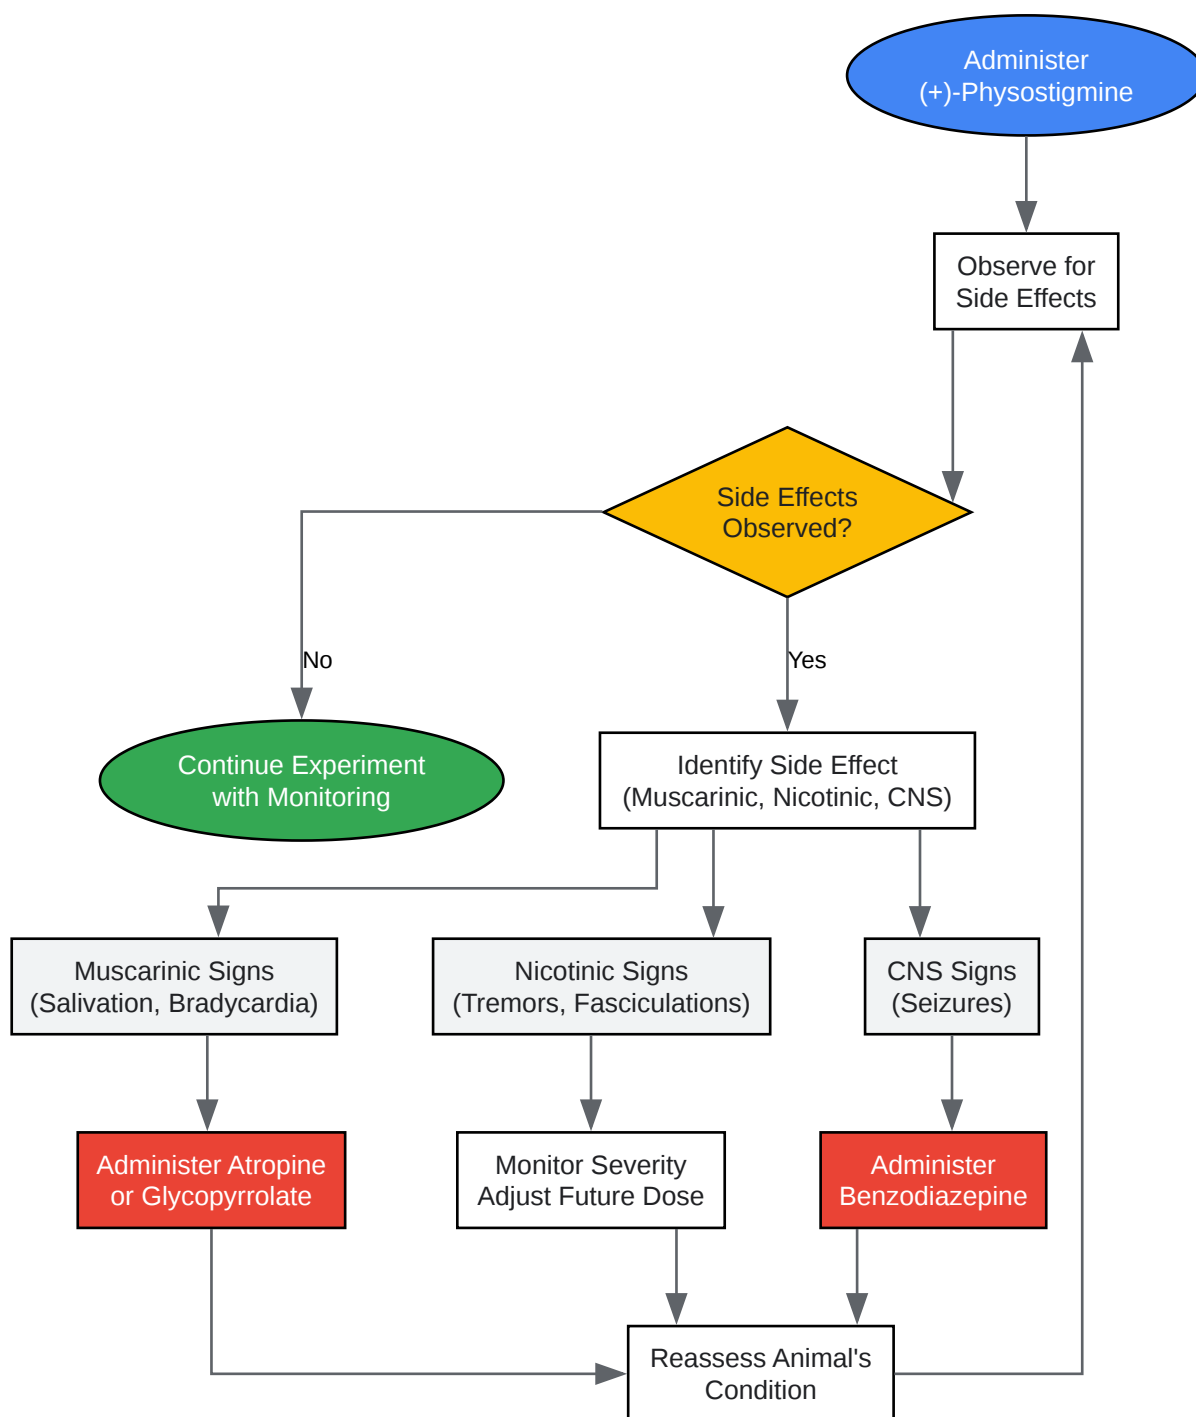 Administer
(+)-Physostigmine
Observe for
Side Effects
Side Effects
Observed?
No
Yes
Continue Experiment
with Monitoring
Identify Side Effect
(Muscarinic, Nicotinic, CNS)
Muscarinic Signs
(Salivation, Bradycardia)
Nicotinic Signs
(Tremors, Fasciculations)
CNS Signs
(Seizures)
Administer Atropine
or Glycopyrrolate
Monitor Severity
Adjust Future Dose
Administer
Benzodiazepine
Reassess Animal's
Condition